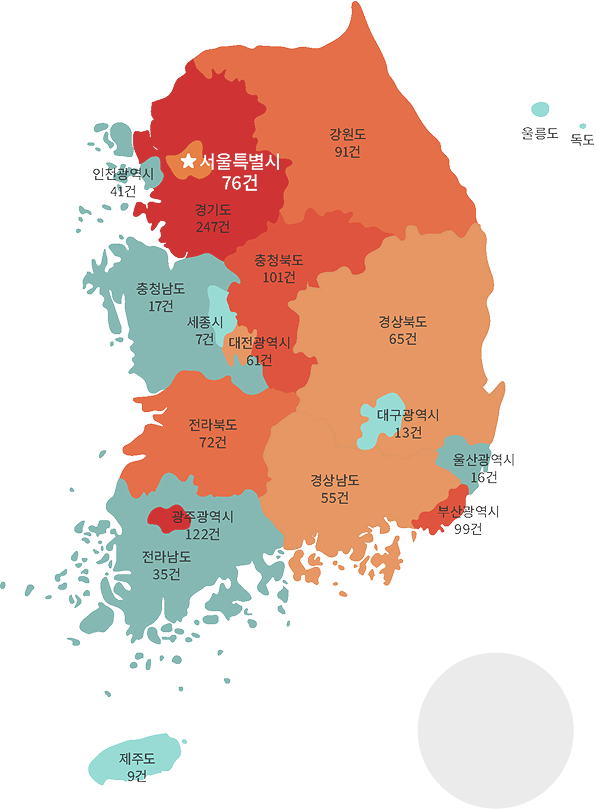 강원도
91건
울릉도
독도
서울특별시
76건
인천광역시
41건
경기도
247건
충청북도
101건
충청남도
17건
세종시
7건
대전광역시
61건
경상북도
65건
대구광역시
13건
전라북도
72건
울산광역시
16건
경상남도
55건
부산광역시
99건
광주광역시
122건
전라남도
35건
제주도
9건